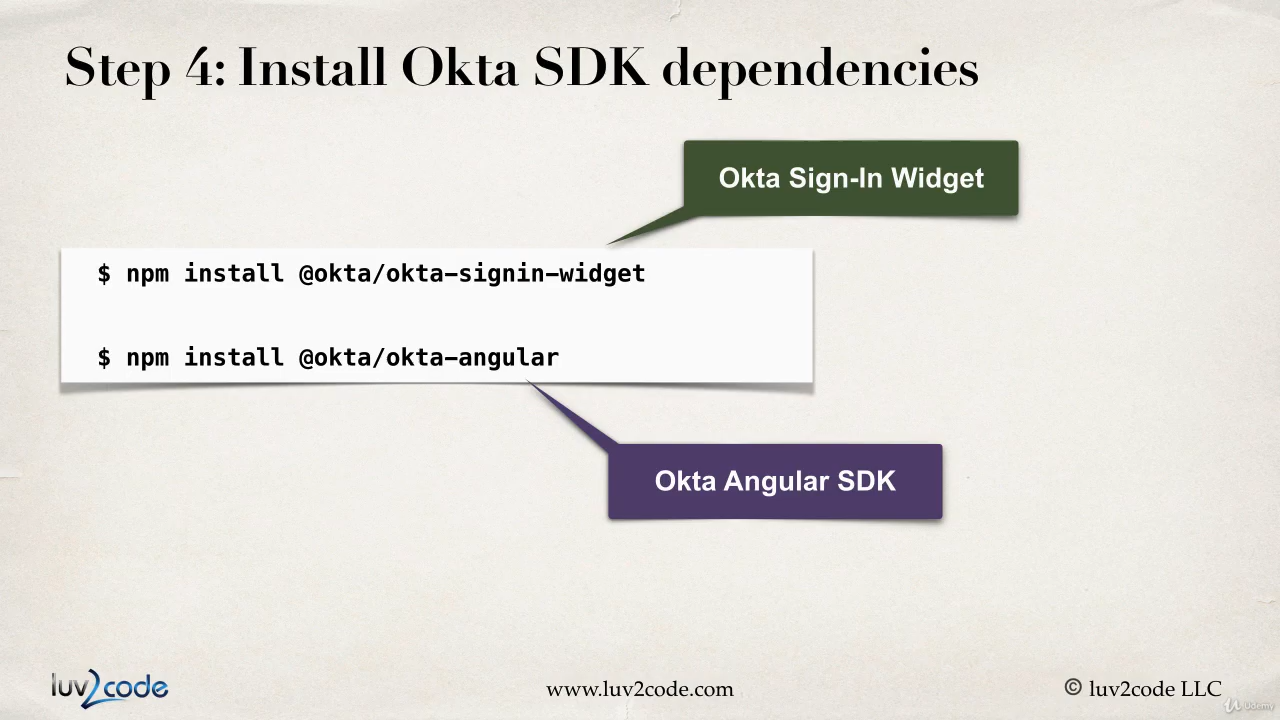 Step 4: Install Okta SDK dependencies
Okta Sign-In Widget
$ npm install @okta/okta-signin-widget
$ npm install @okta/okta-angular
Okta Angular SDK
luv2code
www.luv2code.com
© luv2code LLC
Udemy